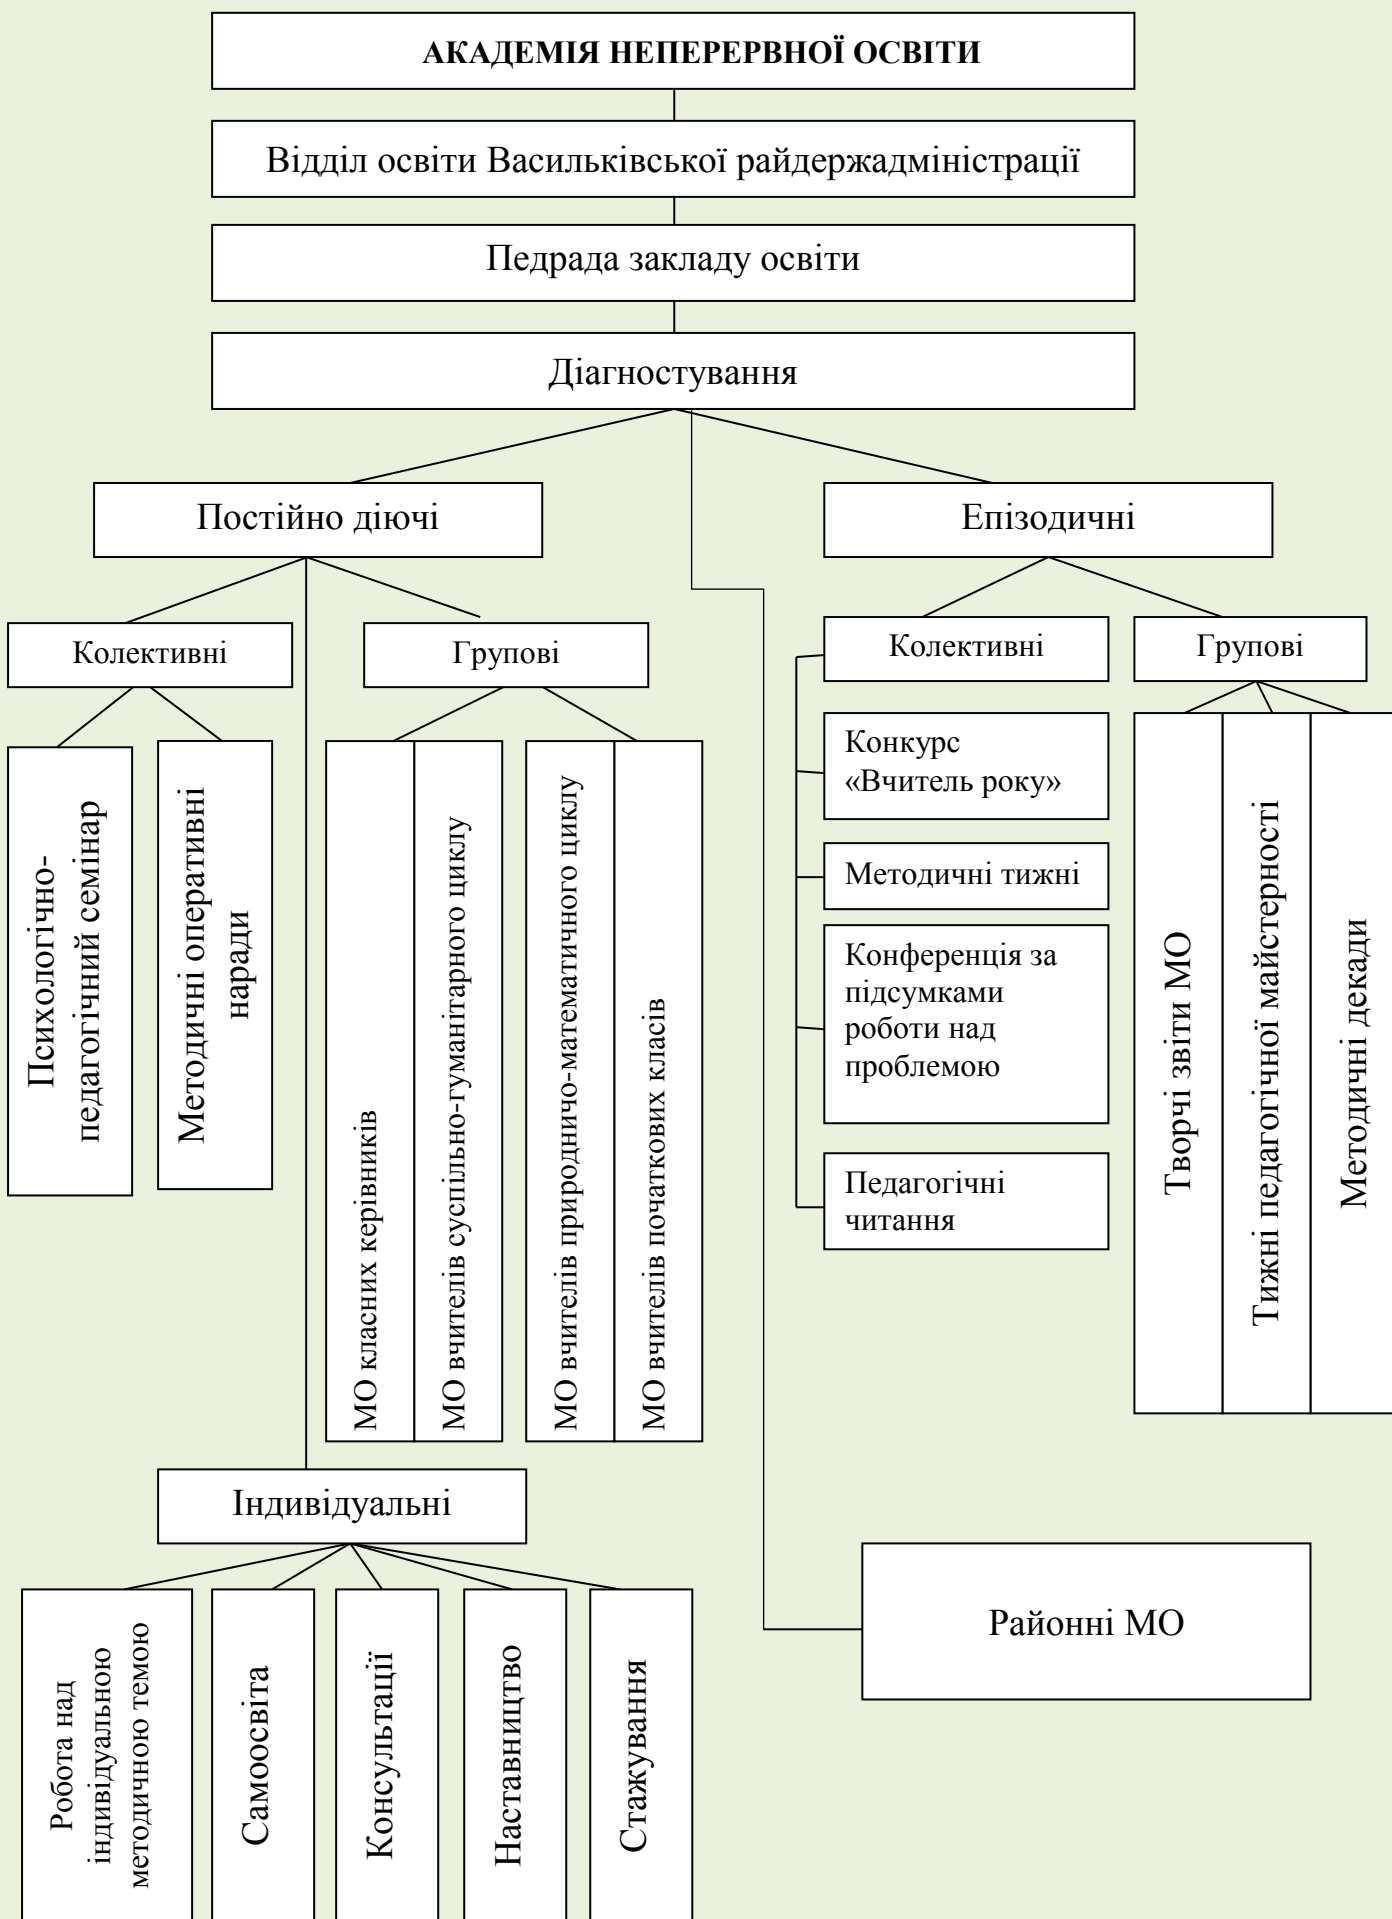 АКАДЕМІЯ НЕПЕРЕРВНОЇ ОСВІТИ
Відділ освіти Васильківської райдержадміністрації
Педрада закладу освіти
Діагностування
Постійно діючі
Епізодичні
Колективні
Групові
Колективні
Групові
Психологічно-
педагогічний семінар
Методичні оперативні
наради
МО класних керівників
МО вчителів суспільно-гуманітарного циклу
МО вчителів природничо-математичного циклу
МО вчителів початкових класів
Конкурс
«Вчитель року»
Методичні тижні
Конференція за
підсумками
роботи над
проблемою
Педагогічні
читання
Творчі звіти МО
Тижні педагогічної майстерності
Методичні декади
Індивідуальні
Робота над
індивідуальною
методичною темою
Самоосвіта
Консультації
Наставництво
Стажування
Районні МО